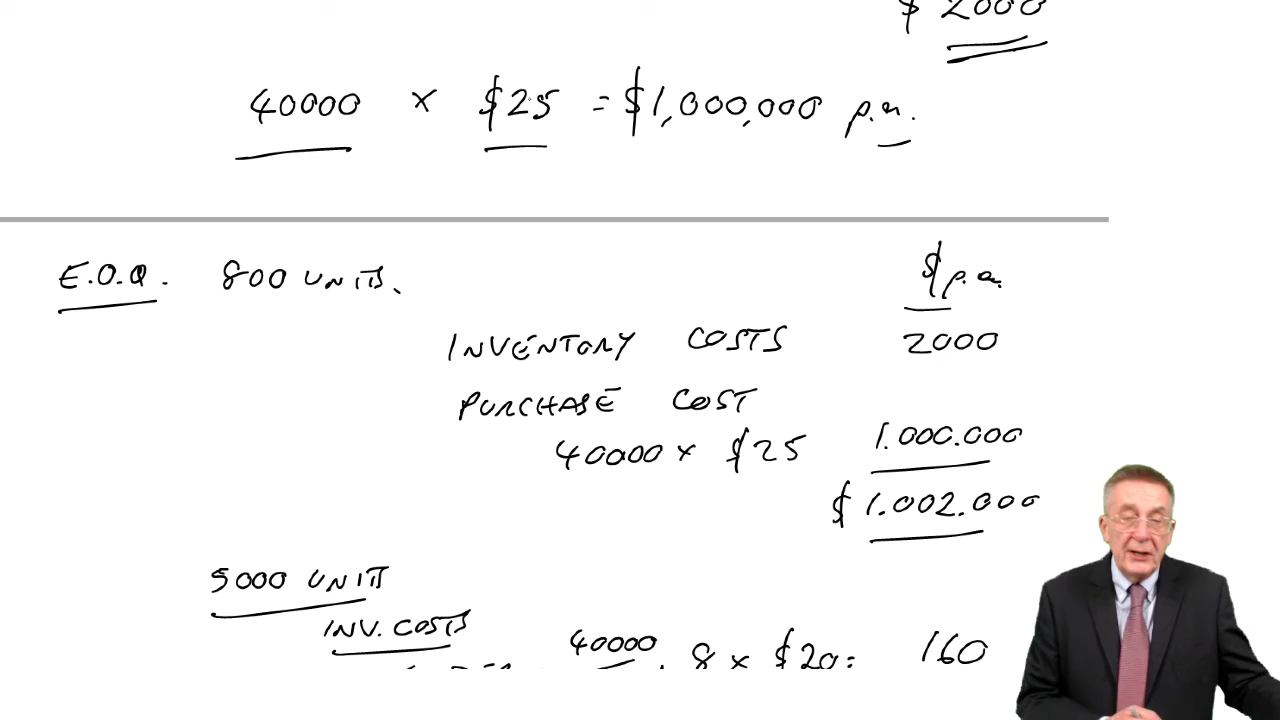 $ 2000
40000 × $25 = $1,000,000 p.a.
E.O.Q. 800 UNITS.
$ p.a.
INVENTORY COSTS 2000
PURCHASE COST
40000 × $25 1.000.000
$ 1.002.000
5000 UNIT
INV. COSTS
40000 8 × $20= 160